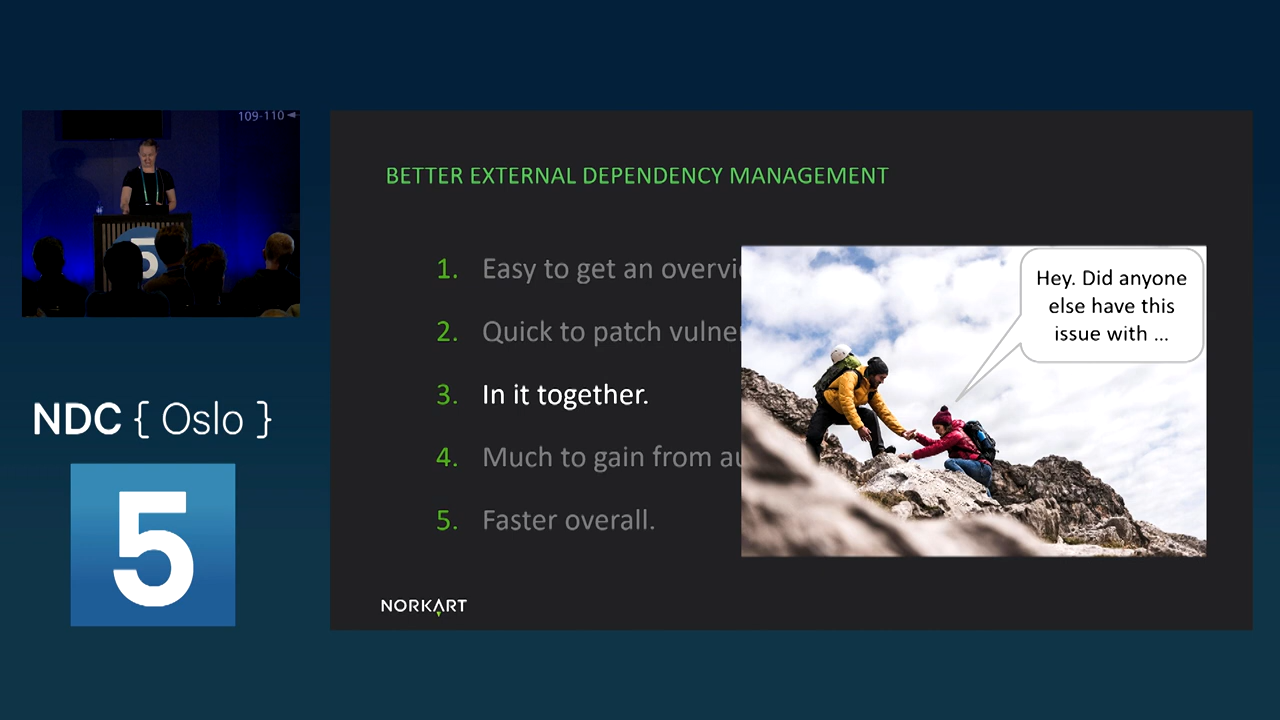 109-110
BETTER EXTERNAL DEPENDENCY MANAGEMENT
1. Easy to get an
2. Quick to patch
3. In it together.
4. Much to gain from
5. Faster overall.
Hey. Did anyone
else have this
issue with ...
NORKART
NDC { Oslo }
5
5